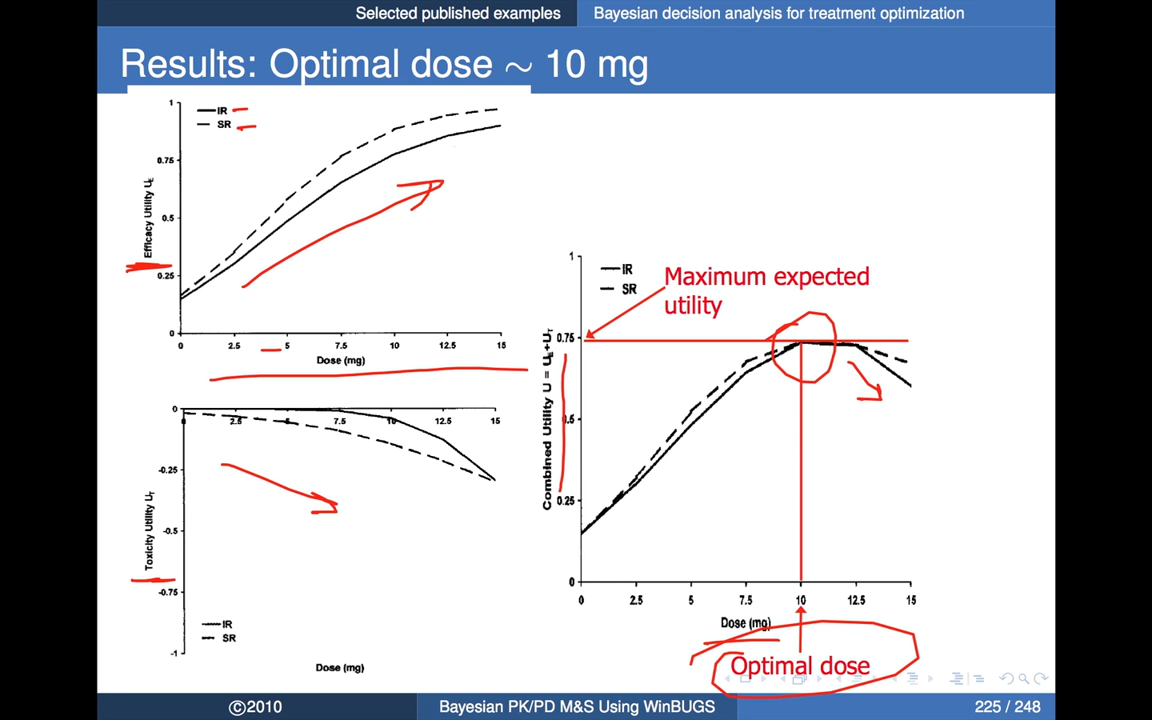 Selected published examples
Bayesian decision analysis for treatment optimization
Results: Optimal dose ∼ 10 mg
IR
SR
Efficacy Utility U_E
1
0.75
0.5
0.25
0
0 2.5 5 7.5 10 12.5 15
Dose (mg)
Toxicity Utility U_T
0
-0.25
-0.5
-0.75
-1
0 2.5 5 7.5 10 12.5 15
IR
SR
Dose (mg)
Combined Utility U = U_E+U_T
1
0.75
0.5
0.25
0
IR
SR
Maximum expected
utility
0 2.5 5 7.5 10 12.5 15
Dose (mg)
Optimal dose
©2010
Bayesian PK/PD M&S Using WinBUGS
225 / 248